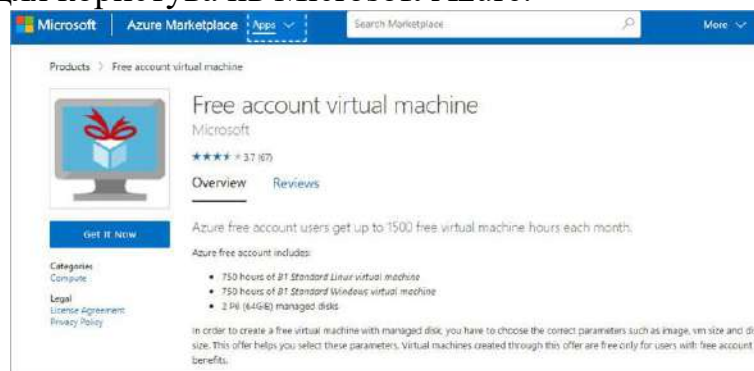 для користувачів Microsoft Azure.
Microsoft Azure Marketplace Apps Search Marketplace More
Products > Free account virtual machine
Free account virtual machine
Microsoft
3.7 (67)
Overview Reviews
GET IT NOW
Azure free account users get up to 1500 free virtual machine hours each month.
Azure free account includes:
Categories
Compute
• 750 hours of B1 Standard Linux virtual machine
• 750 hours of B1 Standard Windows virtual machine
• 2 P6 (64GiB) managed disks
Legal
License Agreement
Privacy Policy
In order to create a free virtual machine with managed disk, you have to choose the correct parameters such as image, vm size and di
size. This offer helps you select these parameters. Virtual machines created through this offer are free only for users with free account
benefits.